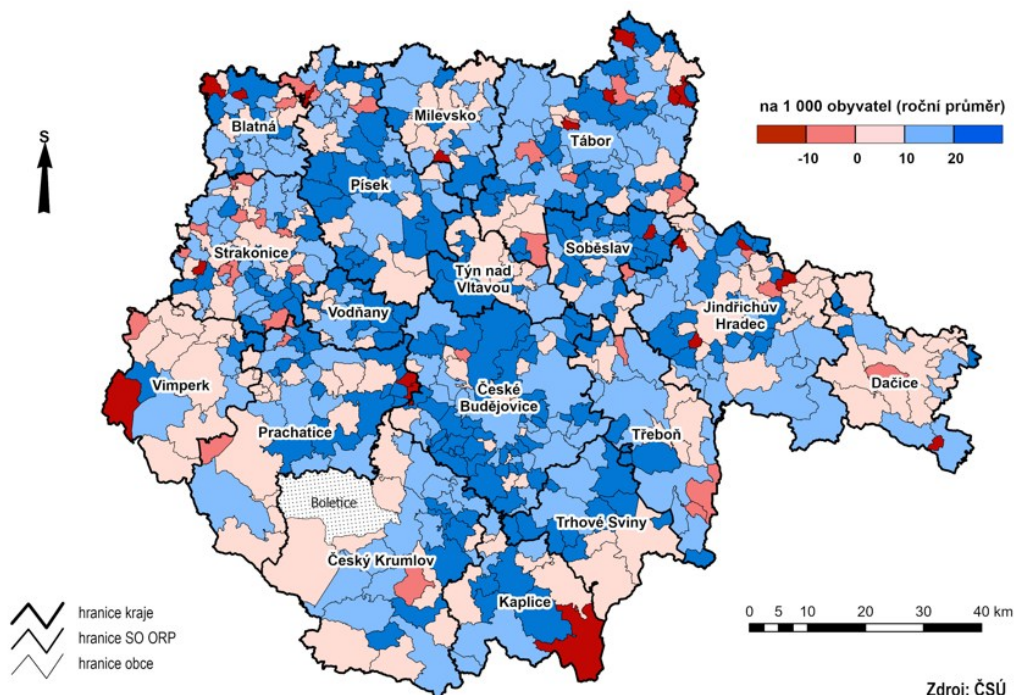 na 1 000 obyvatel (roční průměr)
-10 0 10 20
S
Blatná
Milevsko
Tábor
Písek
Strakonice
Soběslav
Týn nad
Vltavou
Vodňany
Jindřichův
Hradec
Vimperk
České
Budějovice
Dačice
Prachatice
Třeboň
Boletice
Trhové Sviny
Český Krumlov
Kaplice
hranice kraje
hranice SO ORP
hranice obce
0 5 10 20 30 40 km
Zdroj: ČSÚ